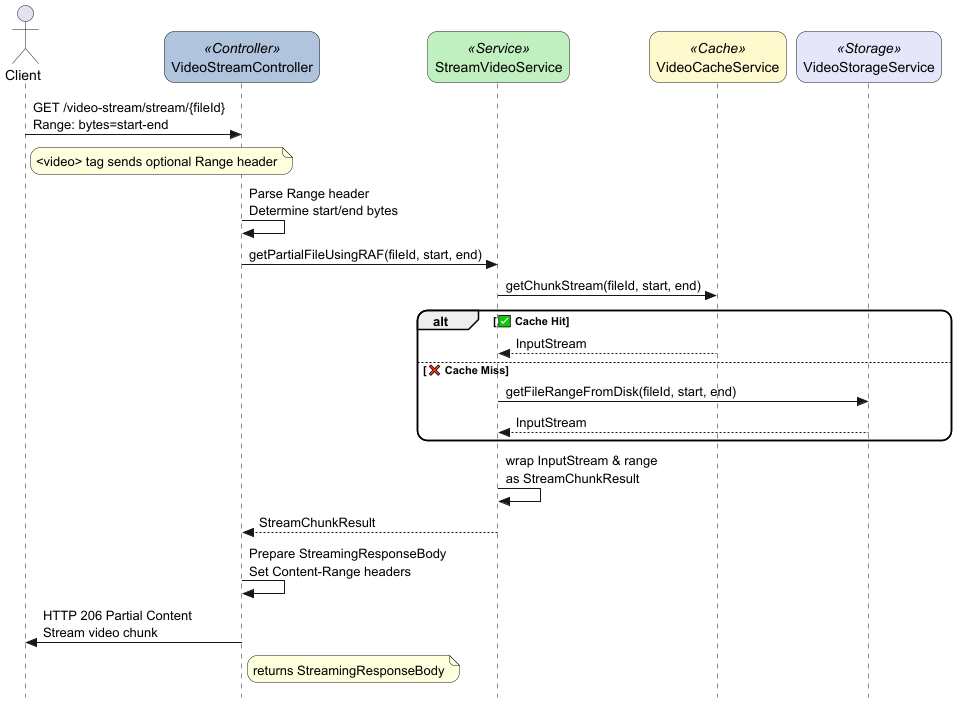 Client
«Controller»
VideoStreamController
«Service»
StreamVideoService
«Cache»
VideoCacheService
«Storage»
VideoStorageService
GET /video-stream/stream/{fileId}
Range: bytes=start-end
<video> tag sends optional Range header
Parse Range header
Determine start/end bytes
getPartialFileUsingRAF(fileId, start, end)
getChunkStream(fileId, start, end)
alt [✅ Cache Hit]
InputStream
[❌ Cache Miss]
getFileRangeFromDisk(fileId, start, end)
InputStream
wrap InputStream & range
as StreamChunkResult
StreamChunkResult
Prepare StreamingResponseBody
Set Content-Range headers
HTTP 206 Partial Content
Stream video chunk
returns StreamingResponseBody